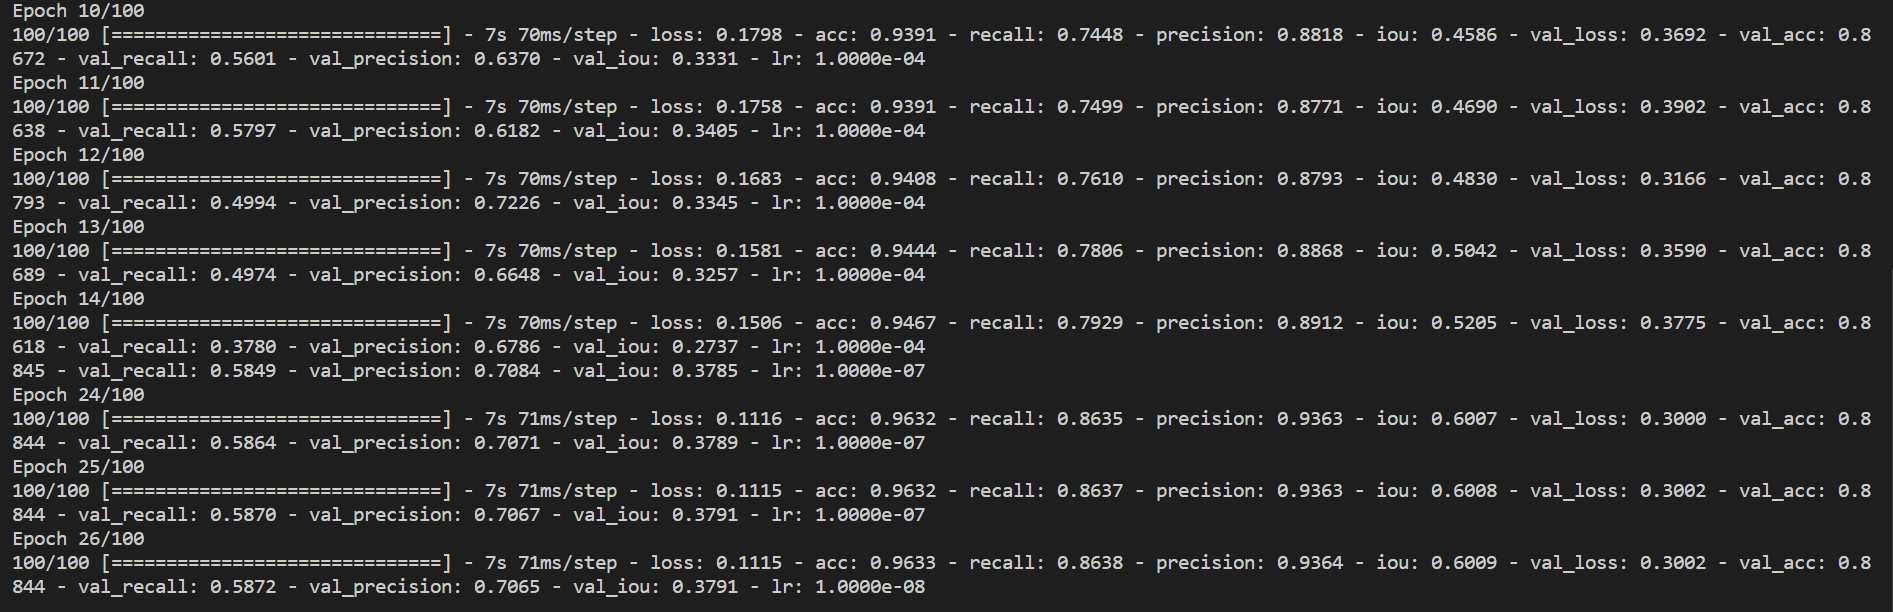 Epoch 10/100
100/100 [==============================] - 7s 70ms/step - loss: 0.1798 - acc: 0.9391 - recall: 0.7448 - precision: 0.8818 - iou: 0.4586 - val_loss: 0.3692 - val_acc: 0.8
672 - val_recall: 0.5601 - val_precision: 0.6370 - val_iou: 0.3331 - lr: 1.0000e-04
Epoch 11/100
100/100 [==============================] - 7s 70ms/step - loss: 0.1758 - acc: 0.9391 - recall: 0.7499 - precision: 0.8771 - iou: 0.4690 - val_loss: 0.3902 - val_acc: 0.8
638 - val_recall: 0.5797 - val_precision: 0.6182 - val_iou: 0.3405 - lr: 1.0000e-04
Epoch 12/100
100/100 [==============================] - 7s 70ms/step - loss: 0.1683 - acc: 0.9408 - recall: 0.7610 - precision: 0.8793 - iou: 0.4830 - val_loss: 0.3166 - val_acc: 0.8
793 - val_recall: 0.4994 - val_precision: 0.7226 - val_iou: 0.3345 - lr: 1.0000e-04
Epoch 13/100
100/100 [==============================] - 7s 70ms/step - loss: 0.1581 - acc: 0.9444 - recall: 0.7806 - precision: 0.8868 - iou: 0.5042 - val_loss: 0.3590 - val_acc: 0.8
689 - val_recall: 0.4974 - val_precision: 0.6648 - val_iou: 0.3257 - lr: 1.0000e-04
Epoch 14/100
100/100 [==============================] - 7s 70ms/step - loss: 0.1506 - acc: 0.9467 - recall: 0.7929 - precision: 0.8912 - iou: 0.5205 - val_loss: 0.3775 - val_acc: 0.8
618 - val_recall: 0.3780 - val_precision: 0.6786 - val_iou: 0.2737 - lr: 1.0000e-04
845 - val_recall: 0.5849 - val_precision: 0.7084 - val_iou: 0.3785 - lr: 1.0000e-07
Epoch 24/100
100/100 [==============================] - 7s 71ms/step - loss: 0.1116 - acc: 0.9632 - recall: 0.8635 - precision: 0.9363 - iou: 0.6007 - val_loss: 0.3000 - val_acc: 0.8
844 - val_recall: 0.5864 - val_precision: 0.7071 - val_iou: 0.3789 - lr: 1.0000e-07
Epoch 25/100
100/100 [==============================] - 7s 71ms/step - loss: 0.1115 - acc: 0.9632 - recall: 0.8637 - precision: 0.9363 - iou: 0.6008 - val_loss: 0.3002 - val_acc: 0.8
844 - val_recall: 0.5870 - val_precision: 0.7067 - val_iou: 0.3791 - lr: 1.0000e-07
Epoch 26/100
100/100 [==============================] - 7s 71ms/step - loss: 0.1115 - acc: 0.9633 - recall: 0.8638 - precision: 0.9364 - iou: 0.6009 - val_loss: 0.3002 - val_acc: 0.8
844 - val_recall: 0.5872 - val_precision: 0.7065 - val_iou: 0.3791 - lr: 1.0000e-08